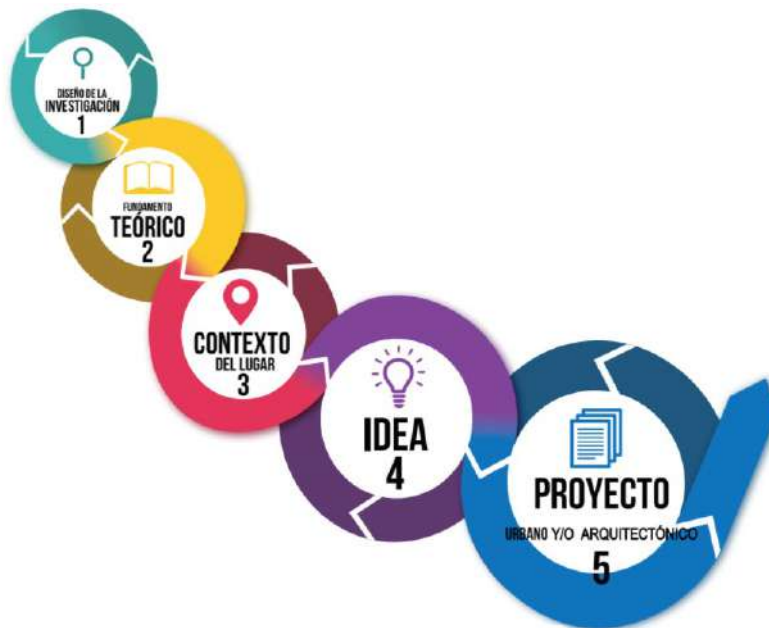 DISEÑO DE LA
INVESTIGACIÓN
1
FUNDAMENTO
TEÓRICO
2
CONTEXTO
DEL LUGAR
3
IDEA
4
PROYECTO
URBANO Y/O ARQUITECTÓNICO
5